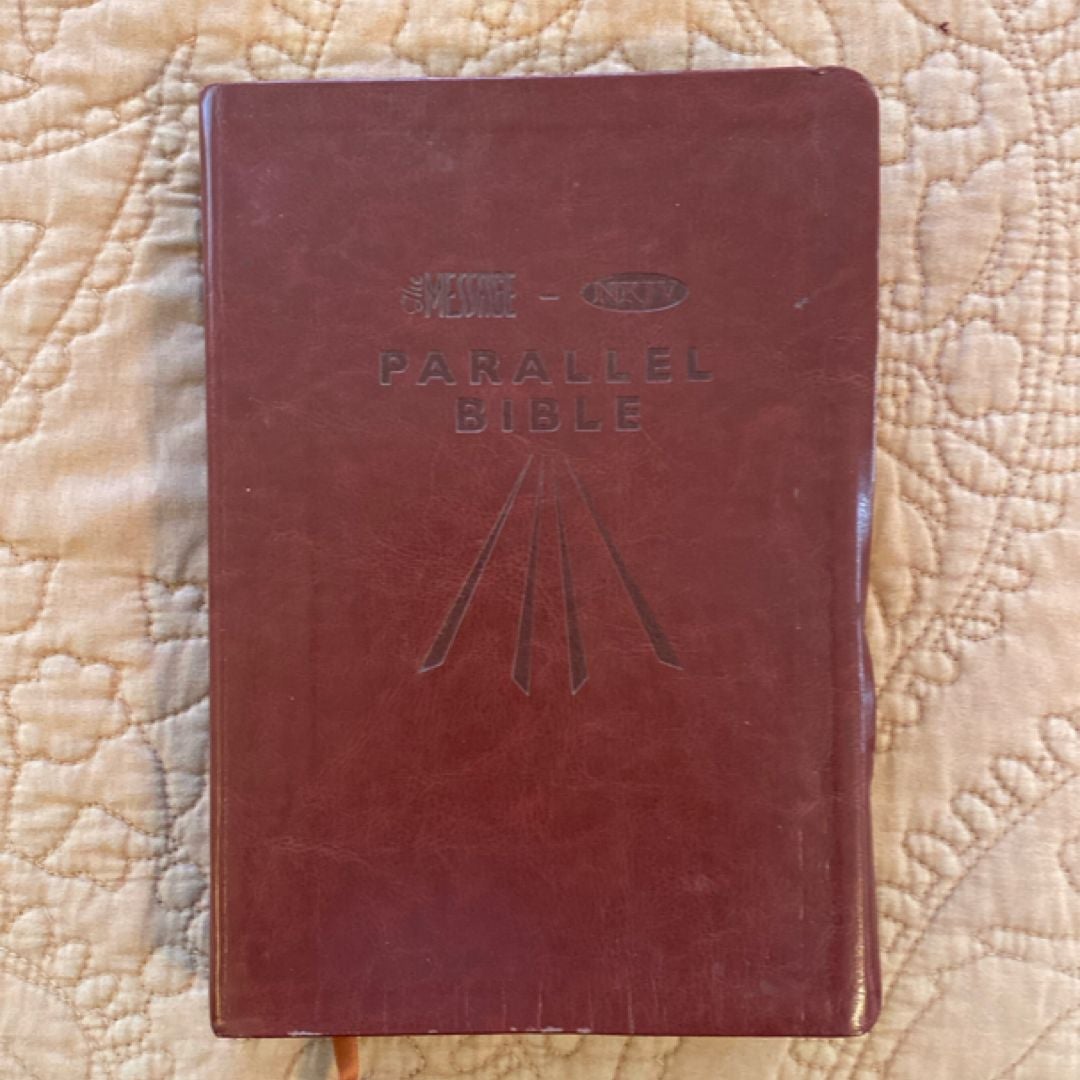 The MESSAGE – NKJV
PARALLEL
BIBLE